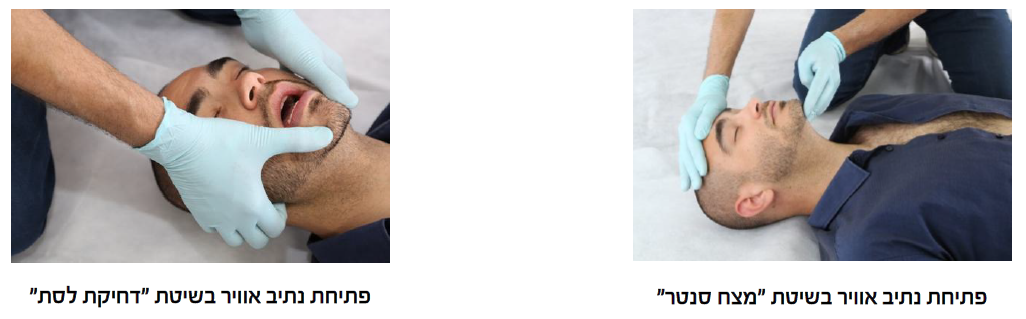 פתיחת נתיב אוויר בשיטת "מצח סנטר"
פתיחת נתיב אוויר בשיטת "דחיקת לסת"